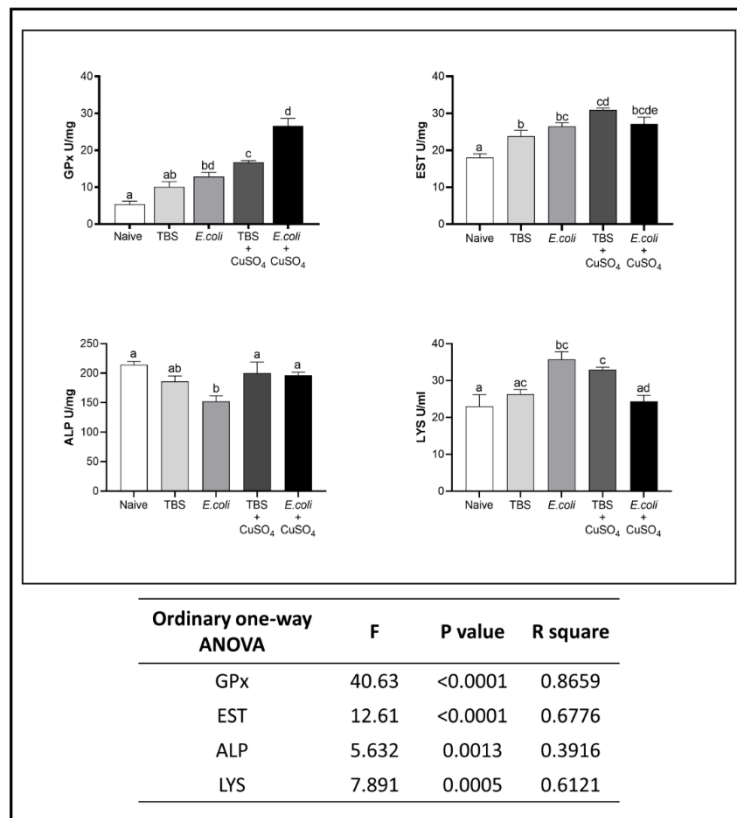 GPx U/mg
40
30
20
10
0
a
ab
bd
c
d
Naive
TBS
E.coli
TBS
+
CuSO₄
E.coli
+
CuSO₄
EST U/mg
40
30
20
10
0
a
b
bc
cd
bcde
Naive
TBS
E.coli
TBS
+
CuSO₄
E.coli
+
CuSO₄
ALP U/mg
250
200
150
100
50
0
a
ab
b
a
a
Naive
TBS
E.coli
TBS
+
CuSO₄
E.coli
+
CuSO₄
LYS U/ml
40
30
20
10
0
a
ac
bc
c
ad
Naive
TBS
E.coli
TBS
+
CuSO₄
E.coli
+
CuSO₄
Ordinary one-way
ANOVA F P value R square
GPx 40.63 <0.0001 0.8659
EST 12.61 <0.0001 0.6776
ALP 5.632 0.0013 0.3916
LYS 7.891 0.0005 0.6121